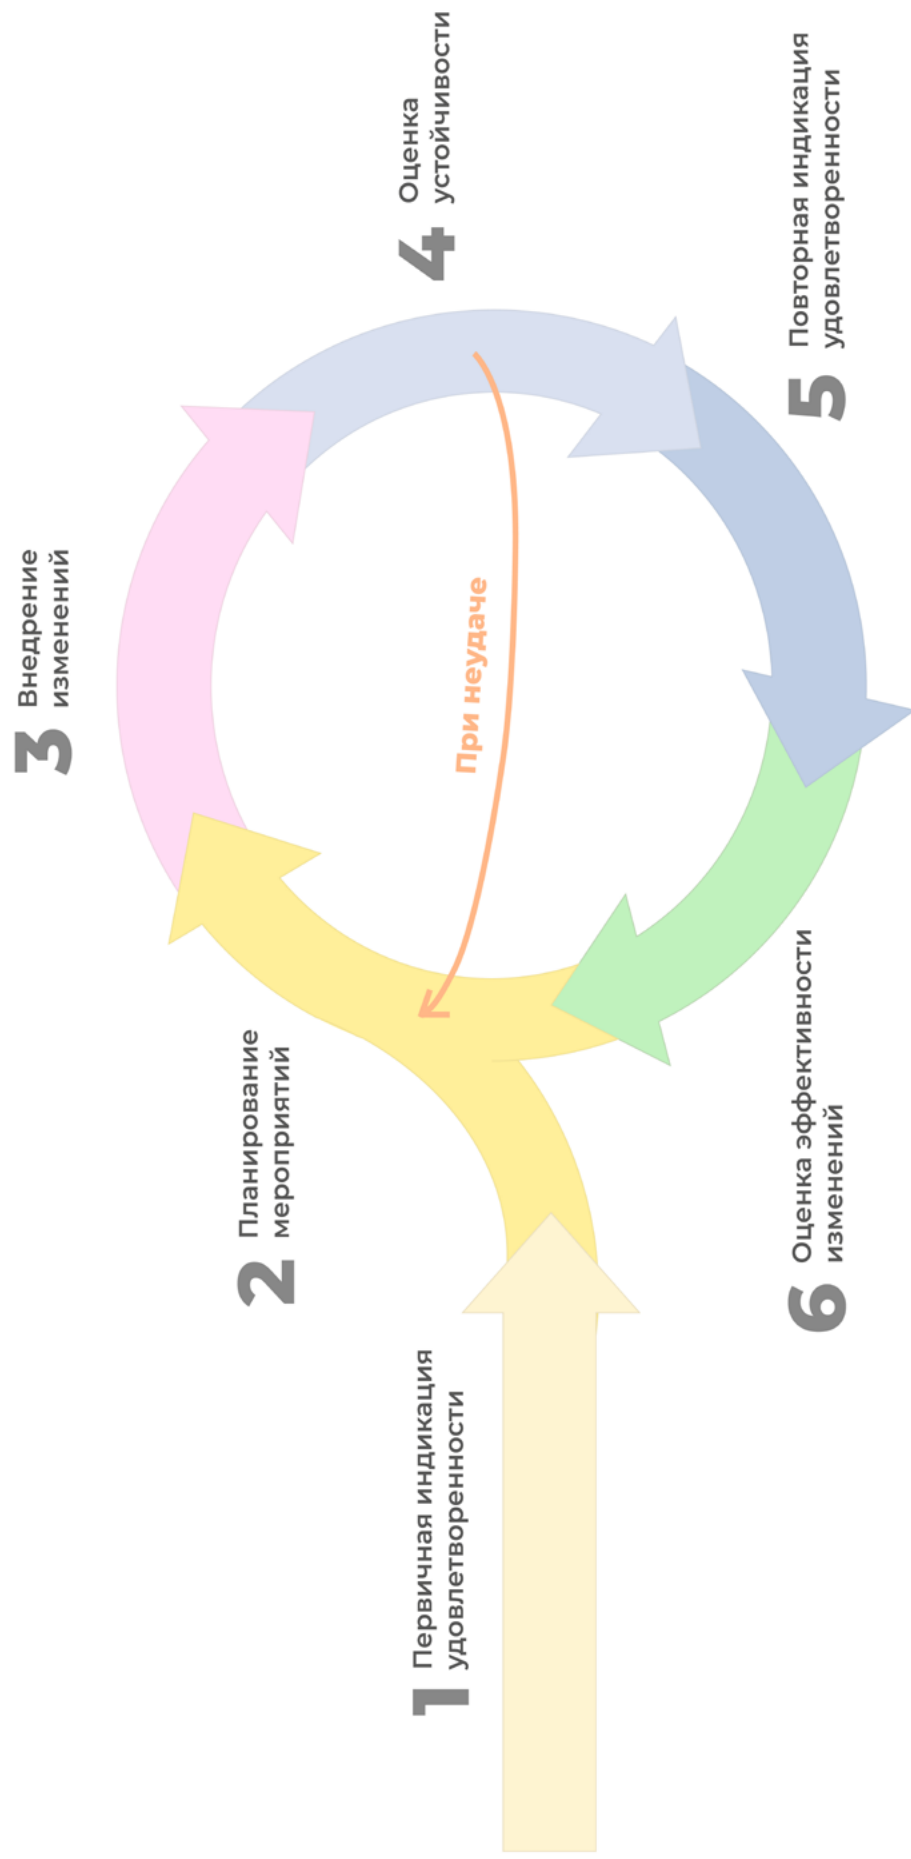 1 Первичная индикация
удовлетворенности
2 Планирование
мероприятий
3 Внедрение
изменений
4 Оценка
устойчивости
При неудаче
5 Повторная индикация
удовлетворенности
6 Оценка эффективности
изменений